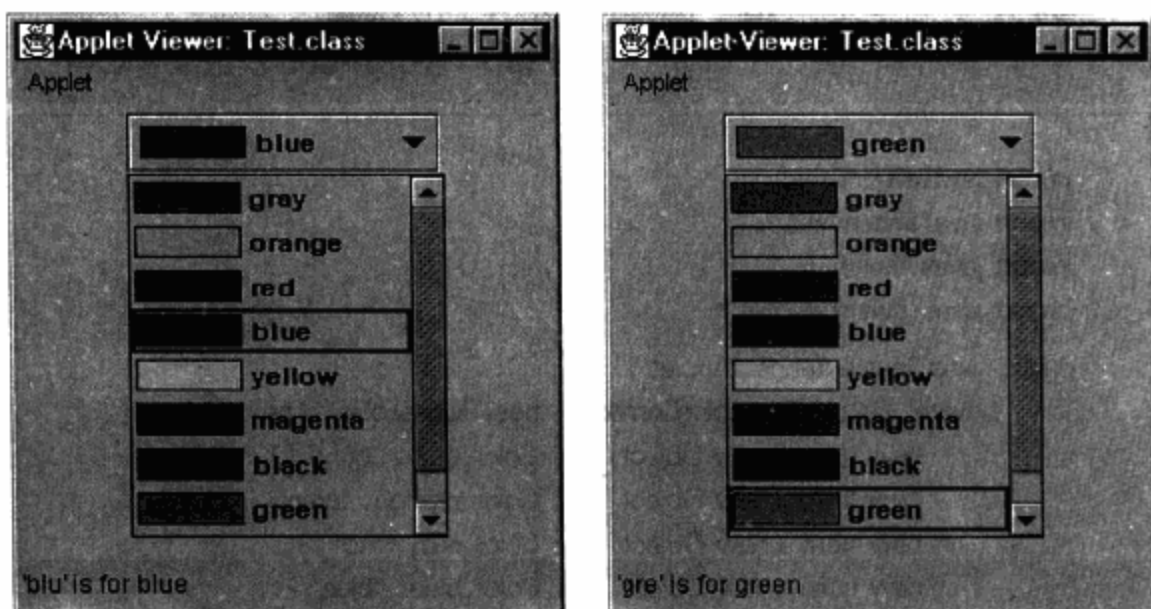 Applet Viewer: Test.class
Applet
blue
gray
orange
red
blue
yellow
magenta
black
green
'blu' is for blue
Applet Viewer: Test.class
Applet
green
gray
orange
red
blue
yellow
magenta
black
green
'gre' is for green